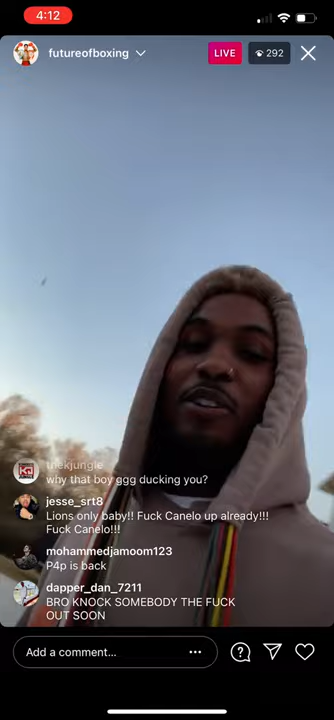 4:12
futureofboxing
LIVE
292
thekjungle
why that boy ggg ducking you?
jesse_srt8
Lions only baby!! Fuck Canelo up already!!!
Fuck Canelo!!!
mohammedjamoom123
P4p is back
dapper_dan_7211
BRO KNOCK SOMEBODY THE FUCK
OUT SOON
Add a comment...